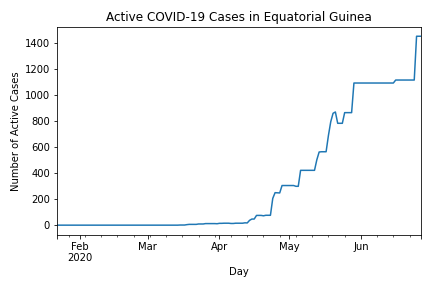 Active COVID-19 Cases in Equatorial Guinea
Number of Active Cases
1400
1200
1000
800
600
400
200
0
Feb
2020
Mar
Apr
May
Jun
Day